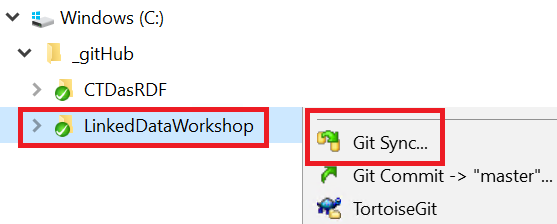 Windows (C:)
_gitHub
CTDasRDF
LinkedDataWorkshop
Git Sync...
Git Commit -> "master"...
TortoiseGit